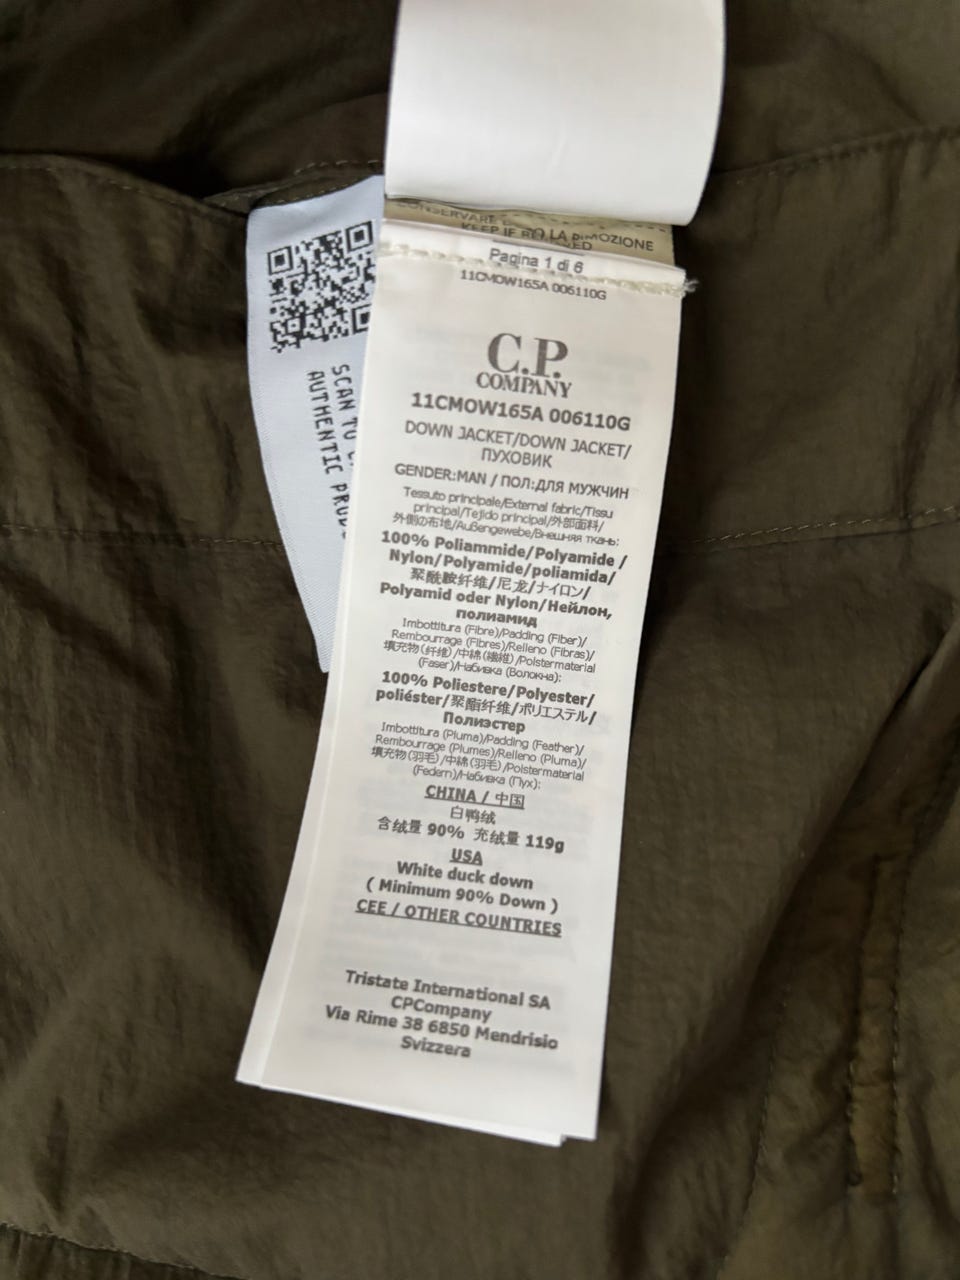 CONSERVARE
LA RIMOZIONE
KEEP IF REMOVED
Pagina 1 di 6
11CMOW165A 006110G
C.P.
COMPANY
11CMOW165A 006110G
DOWN JACKET/DOWN JACKET/
ПУХОВИК
GENDER:MAN / ПОЛ:ДЛЯ МУЖЧИН
Tessuto principale/External fabric/Tissu
principal/Tejido principal/外部面料/
外側の布地/Außengewebe/Внешняя ткань:
100% Poliammide/Polyamide /
Nylon/Polyamide/poliamida/
聚酰胺纤维/尼龙/ナイロン/
Polyamid oder Nylon/Нейлон,
полиамид
Imbottitura (Fibre)/Padding (Fiber)/
Rembourrage (Fibres)/Relleno (Fibras)/
填充物(纤维)/中綿(繊維)/Polstermaterial
(Faser)/Набивка (Волокна):
100% Poliestere/Polyester/
poliéster/聚酯纤维/ポリエステル/
Полиэстер
Imbottitura (Piuma)/Padding (Feather)/
Rembourrage (Plumes)/Relleno (Pluma)/
填充物(羽毛)/中綿(羽毛)/Polstermaterial
(Federn)/Набивка (Пух):
CHINA / 中国
白鸭绒
含绒量 90% 充绒量 119g
USA
White duck down
( Minimum 90% Down )
CEE / OTHER COUNTRIES
Tristate International SA
CPCompany
Via Rime 38 6850 Mendrisio
Svizzera
SCAN TO
AUTHENTIC